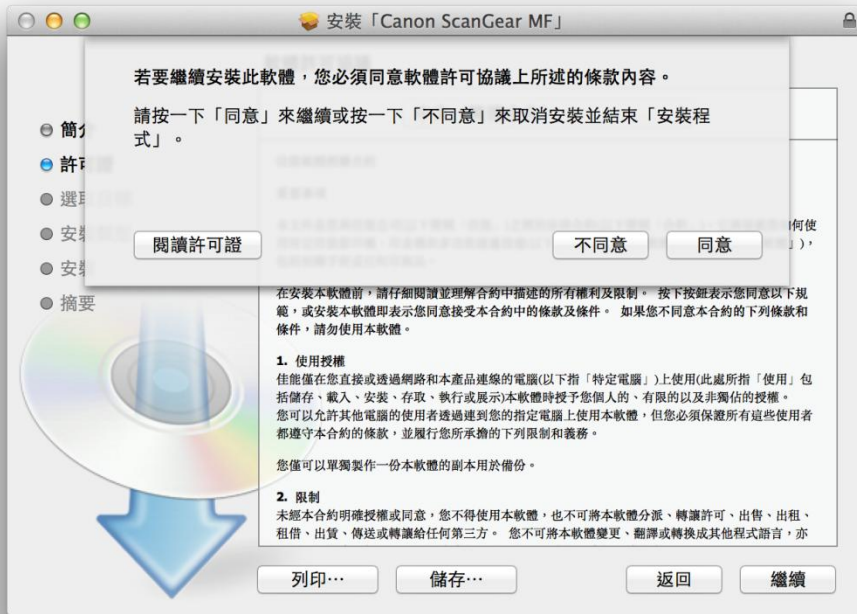 安裝「Canon ScanGear MF」
若要繼續安裝此軟體，您必須同意軟體許可協議上所述的條款內容。
請按一下「同意」來繼續或按一下「不同意」來取消安裝並結束「安裝程
式」。
閱讀許可證
不同意
同意
簡介
許可
選
安
安裝
摘要
何使
」)，
在安裝本軟體前，請仔細閱讀並理解合約中描述的所有權利及限制。 按下按鈕表示您同意以下規
範，或安裝本軟體即表示您同意接受本合約中的條款及條件。 如果您不同意本合約的下列條款和
條件，請勿使用本軟體。
1. 使用授權
佳能僅在您直接或透過網路和本產品連線的電腦(以下指「特定電腦」)上使用(此處所指「使用」包
括儲存、載入、安裝、存取、執行或展示)本軟體時授予您個人的、有限的以及非獨佔的授權。
您可以允許其他電腦的使用者透過連到您的指定電腦上使用本軟體，但您必須保證所有這些使用者
都遵守本合約的條款，並履行您所承擔的下列限制和義務。
您僅可以單獨製作一份本軟體的副本用於備份。
2. 限制
未經本合約明確授權或同意，您不得使用本軟體，也不可將本軟體分派、轉讓許可、出售、出租、
租借、出賃、傳送或轉讓給任何第三方。 您不可將本軟體變更、翻譯或轉換成其他程式語言，亦
列印…
儲存…
返回
繼續